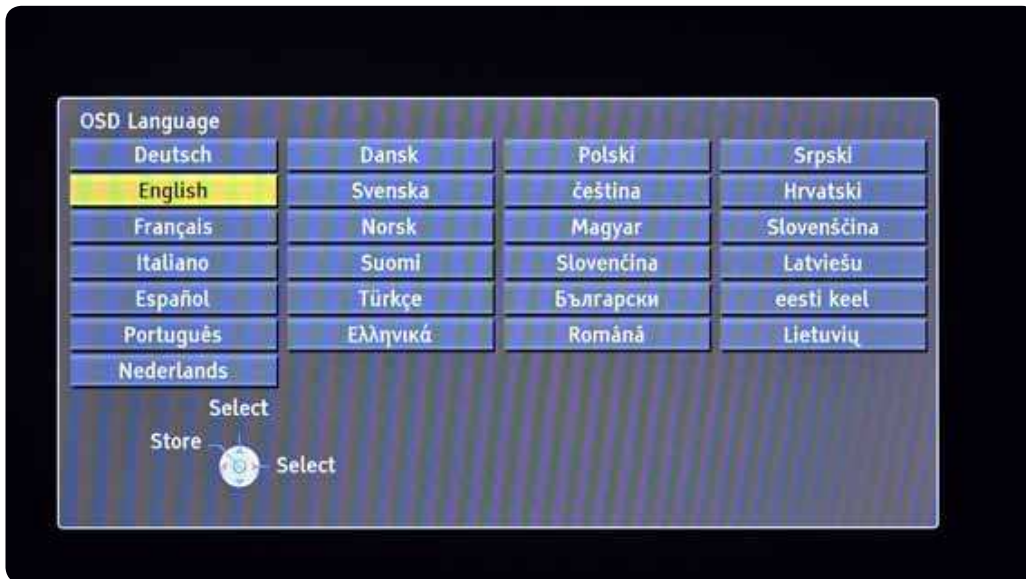 OSD Language
Deutsch Dansk Polski Srpski
English Svenska čeština Hrvatski
Français Norsk Magyar Slovenščina
Italiano Suomi Slovenčina Latviešu
Español Türkçe Български eesti keel
Português Ελληνικά Română Lietuvių
Nederlands
Select
Store
Select